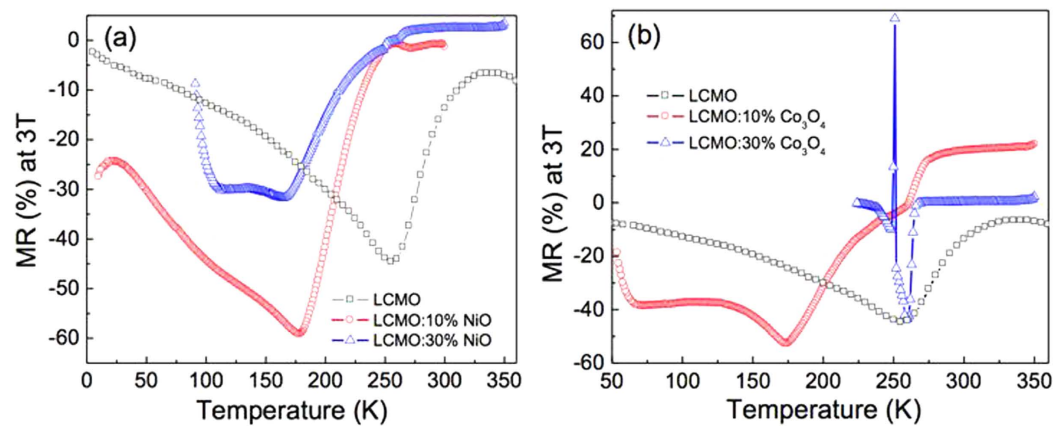 (a)
MR (%) at 3T
0
-10
-20
-30
-40
-50
-60
0 50 100 150 200 250 300 350
Temperature (K)
LCMO
LCMO:10% NiO
LCMO:30% NiO
(b)
MR (%) at 3T
60
40
20
0
-20
-40
-60
50 100 150 200 250 300 350
Temperature (K)
LCMO
LCMO:10% Co₃O₄
LCMO:30% Co₃O₄